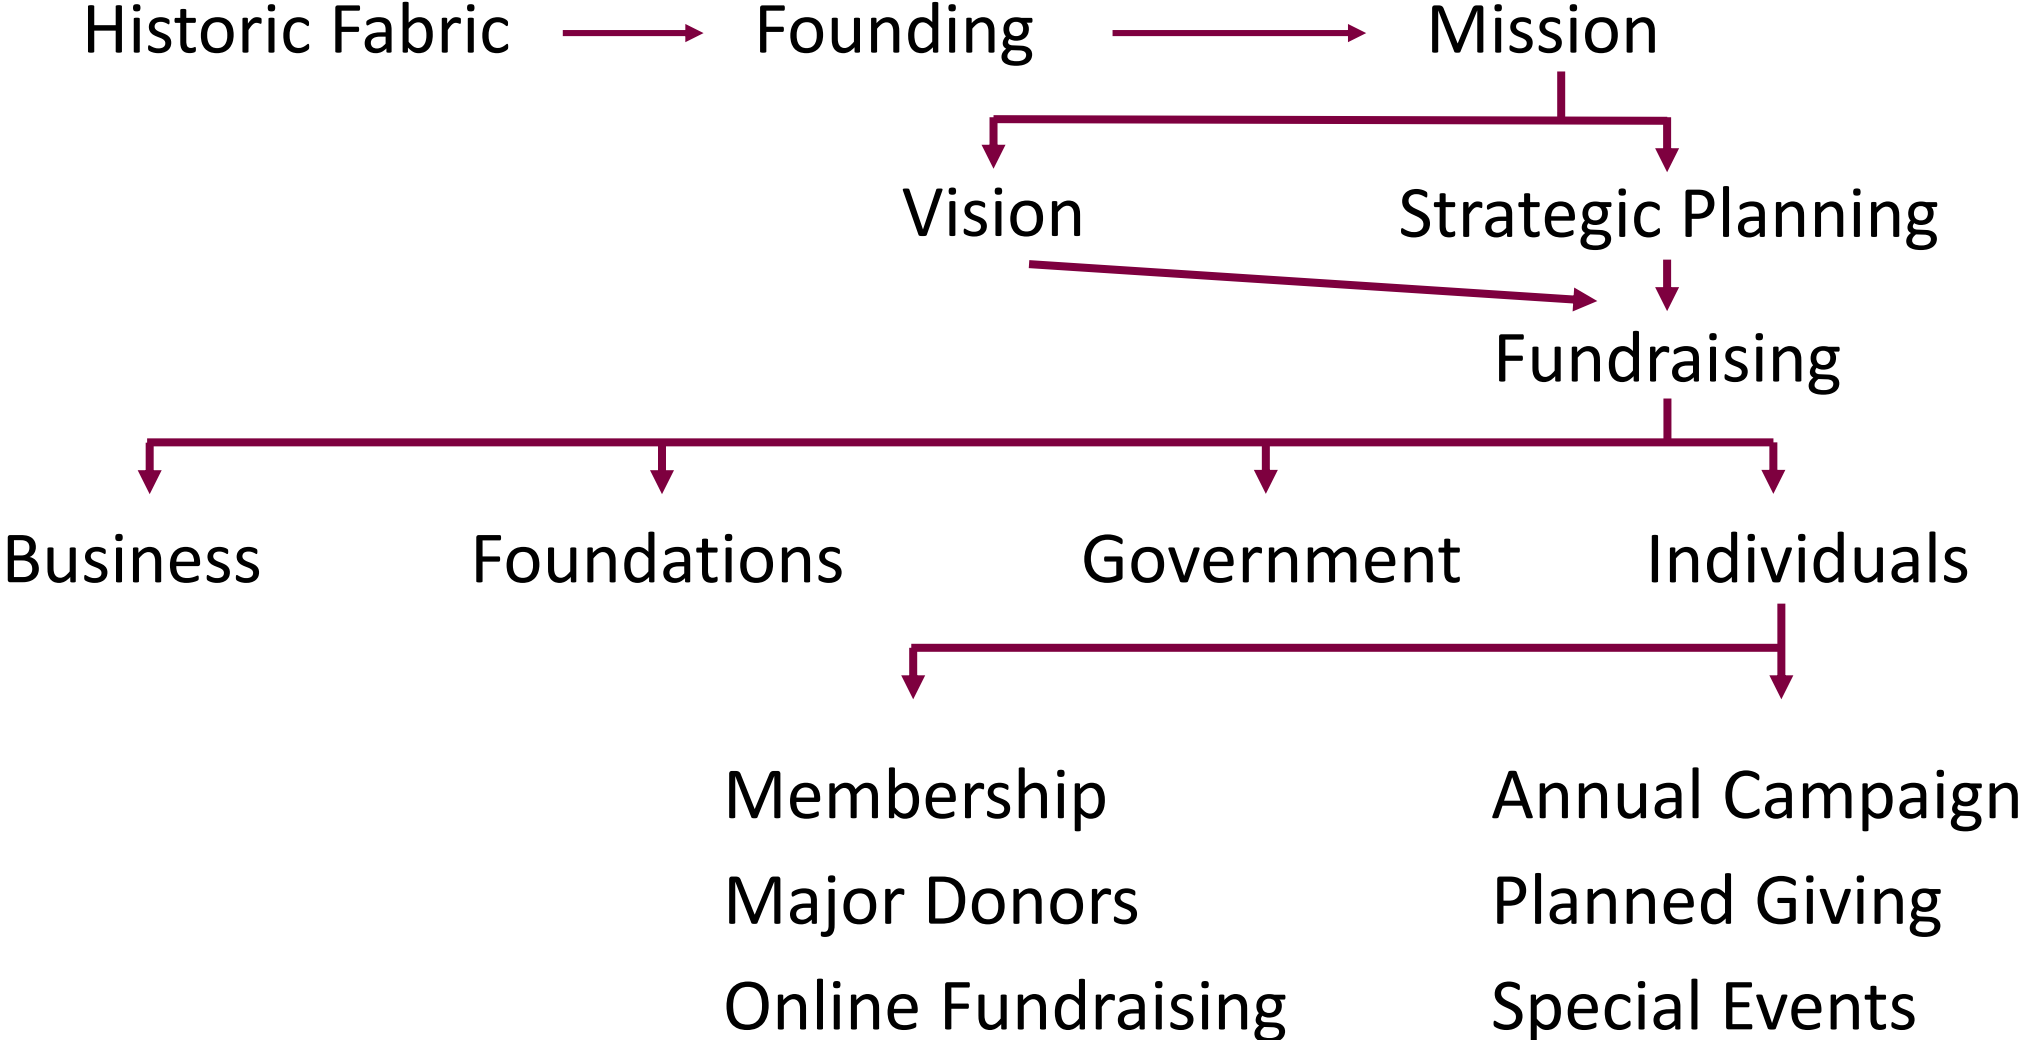 Historic Fabric Founding Mission
Vision Strategic Planning
Fundraising
Business Foundations Government Individuals
Membership Annual Campaign
Major Donors Planned Giving
Online Fundraising Special Events